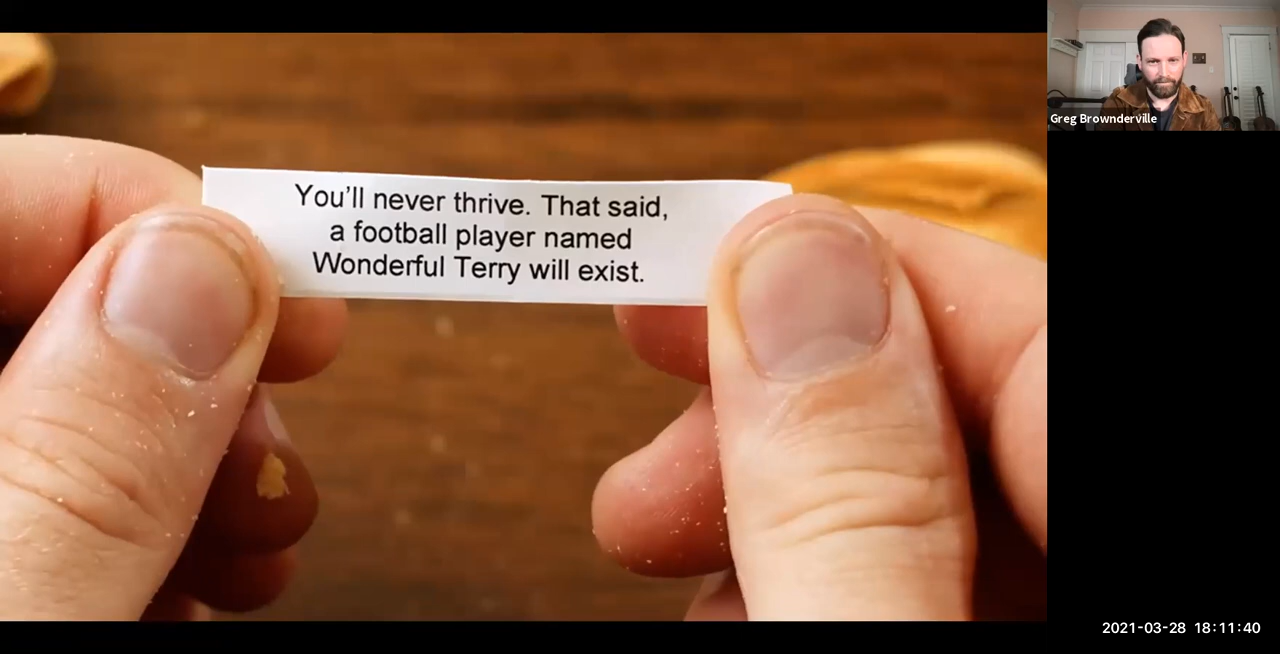 You’ll never thrive. That said,
a football player named
Wonderful Terry will exist.
Greg Brownderville
2021-03-28 18:11:40